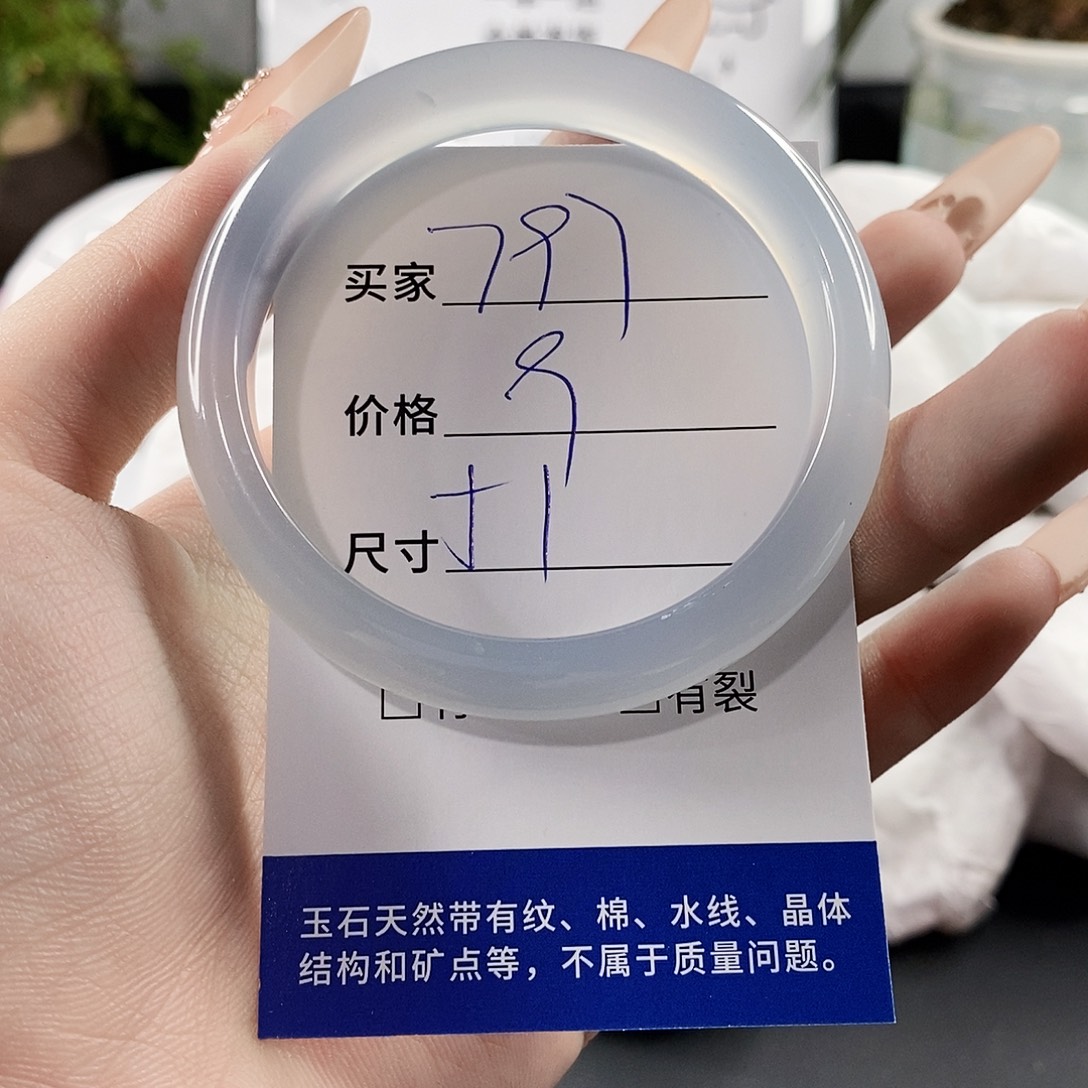 买家 797
价格 9
尺寸
有裂
玉石天然带有纹、棉、水线、晶体
结构和矿点等，不属于质量问题。